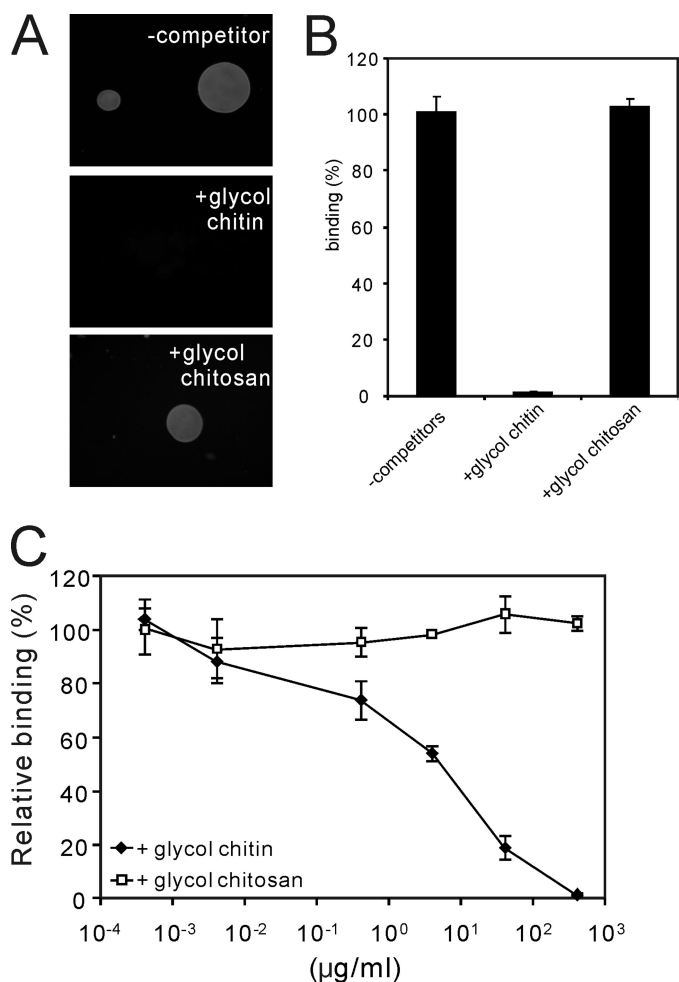 A
-competitor
+glycol
chitin
+glycol
chitosan
B
120
100
80
60
40
20
0
binding (%)
-competitors
+glycol chitin
+glycol chitosan
C
120
100
80
60
40
20
0
Relative binding (%)
+ glycol chitin
+ glycol chitosan
10⁻⁴ 10⁻³ 10⁻² 10⁻¹ 10⁰ 10¹ 10² 10³
(µg/ml)